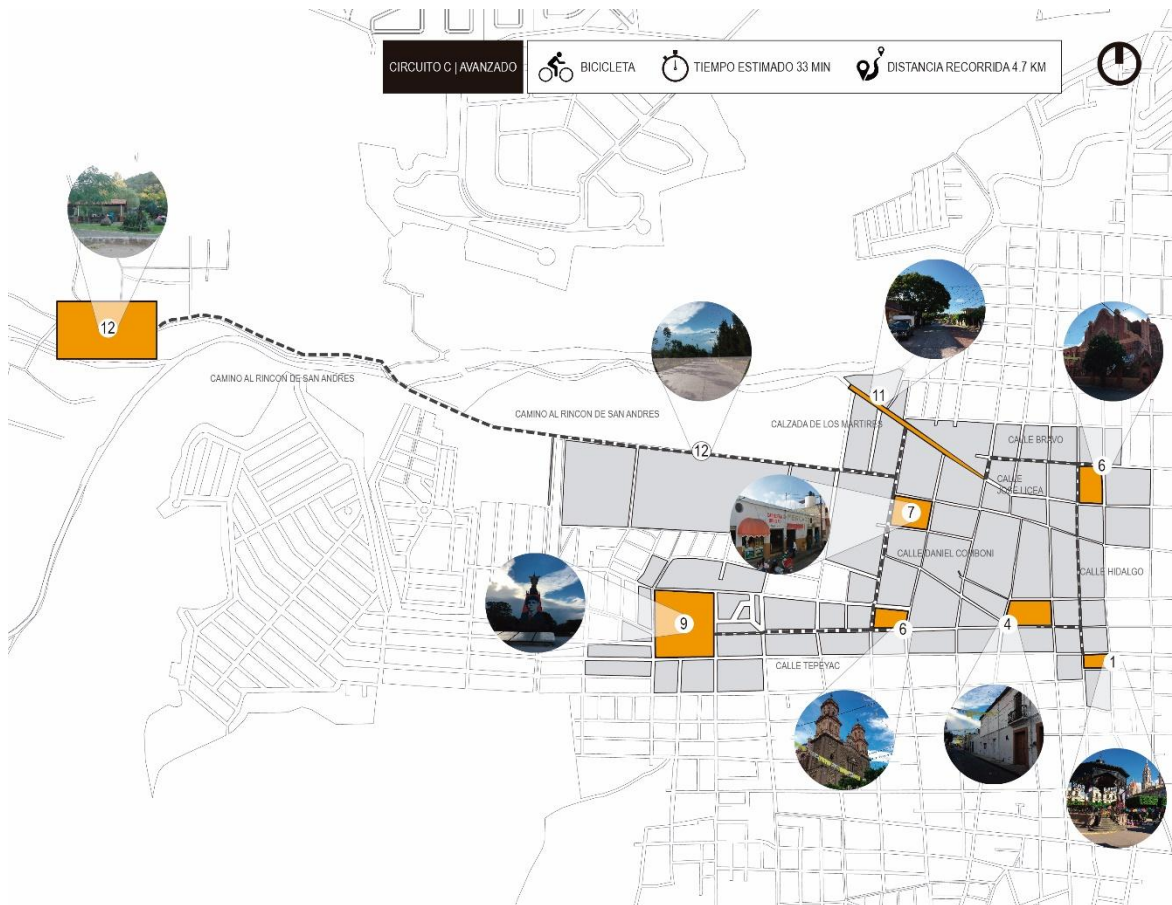 CIRCUITO C | AVANZADO
BICICLETA
TIEMPO ESTIMADO 33 MIN
DISTANCIA RECORRIDA 4.7 KM
12
CAMINO AL RINCON DE SAN ANDRES
CAMINO AL RINCON DE SAN ANDRES
12
11
CALZADA DE LOS MARTIRES
CALLE BRAVO
6
CALLE
JOSE LICEA
7
CALLE DANIEL COMBONI
CALLE HIDALGO
9
6
4
CALLE TEPEYAC
1